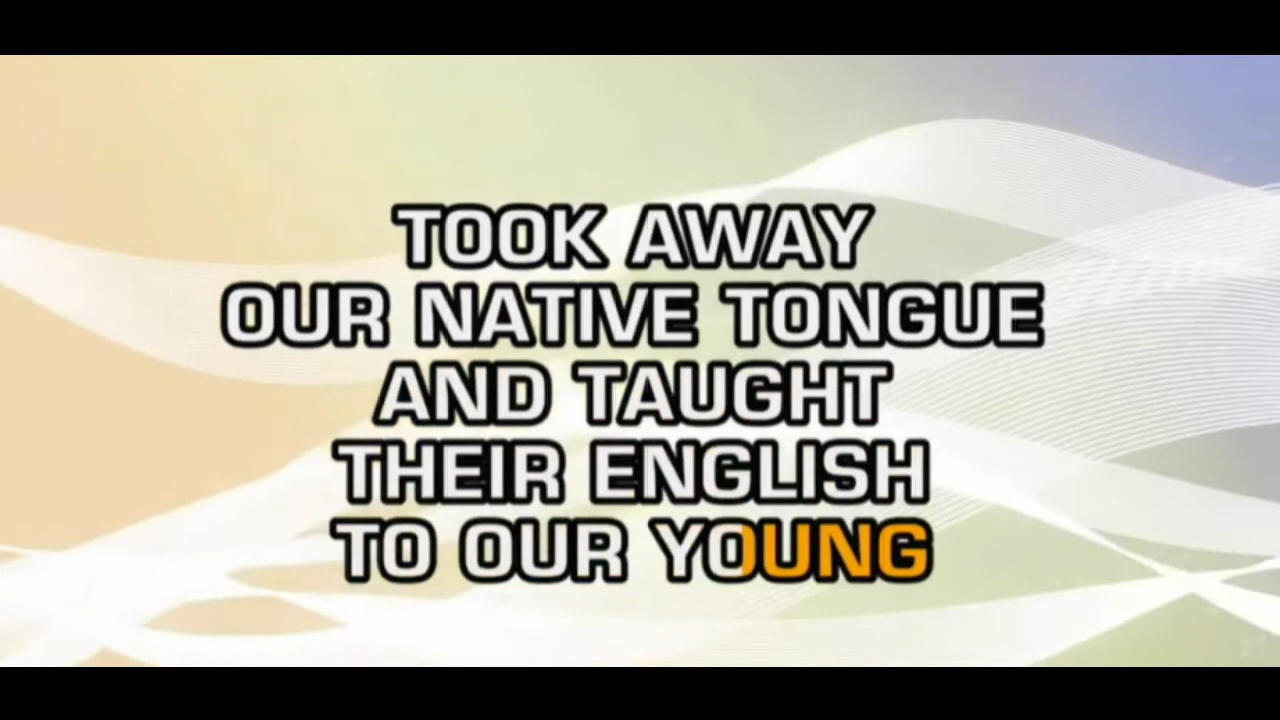 TOOK AWAY
OUR NATIVE TONGUE
AND TAUGHT
THEIR ENGLISH
TO OUR YOUNG